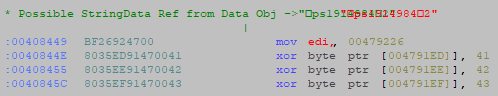 * Possible StringData Ref from Data Obj ->
|
:00408449 BF26924700 mov edi, 00479226
:0040844E 8035ED91470041 xor byte ptr [004791ED], 41
:00408455 8035EE91470042 xor byte ptr [004791EE], 42
:0040845C 8035EF91470043 xor byte ptr [004791EF], 43